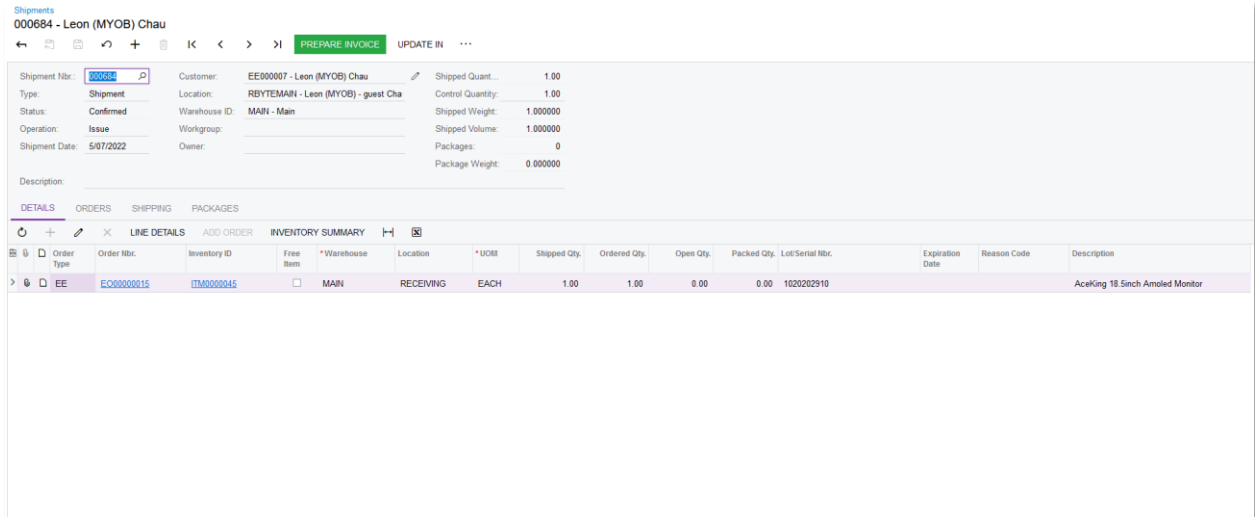 Shipments
000684 - Leon (MYOB) Chau
PREPARE INVOICE UPDATE IN ...
Shipment Nbr.: 000684 Customer: EE000007 - Leon (MYOB) Chau Shipped Quant... 1.00
Type: Shipment Location: RBYTEMAIN - Leon (MYOB) - guest Cha Control Quantity: 1.00
Status: Confirmed Warehouse ID: MAIN - Main Shipped Weight: 1.000000
Operation: Issue Workgroup: Shipped Volume: 1.000000
Shipment Date: 5/07/2022 Owner: Packages: 0
Package Weight: 0.000000
Description:
DETAILS ORDERS SHIPPING PACKAGES
LINE DETAILS ADD ORDER INVENTORY SUMMARY
Order Type Order Nbr. Inventory ID Free Item *Warehouse Location *UOM Shipped Qty. Ordered Qty. Open Qty. Packed Qty. Lot/Serial Nbr. Expiration Date Reason Code Description
EE EO00000015 ITM0000045 MAIN RECEIVING EACH 1.00 1.00 0.00 0.00 1020202910 AceKing 18.5inch Amoled Monitor